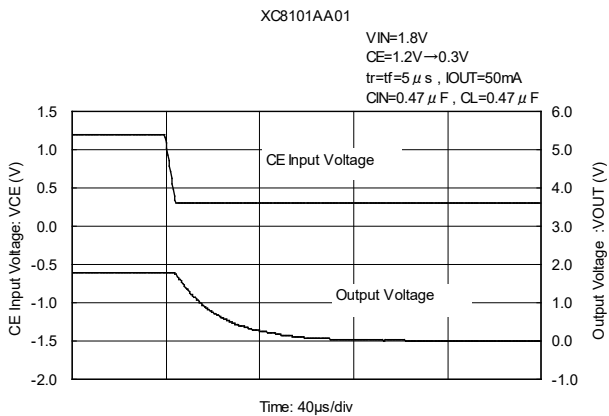 XC8101AA01
VIN=1.8V
CE=1.2V→0.3V
tr=tf=5μs , IOUT=50mA
CIN=0.47μF , CL=0.47μF
CE Input Voltage: VCE (V)
1.5
1.0
0.5
0.0
-0.5
-1.0
-1.5
-2.0
CE Input Voltage
Output Voltage
6.0
5.0
4.0
3.0
2.0
1.0
0.0
-1.0
Output Voltage :VOUT (V)
Time: 40μs/div